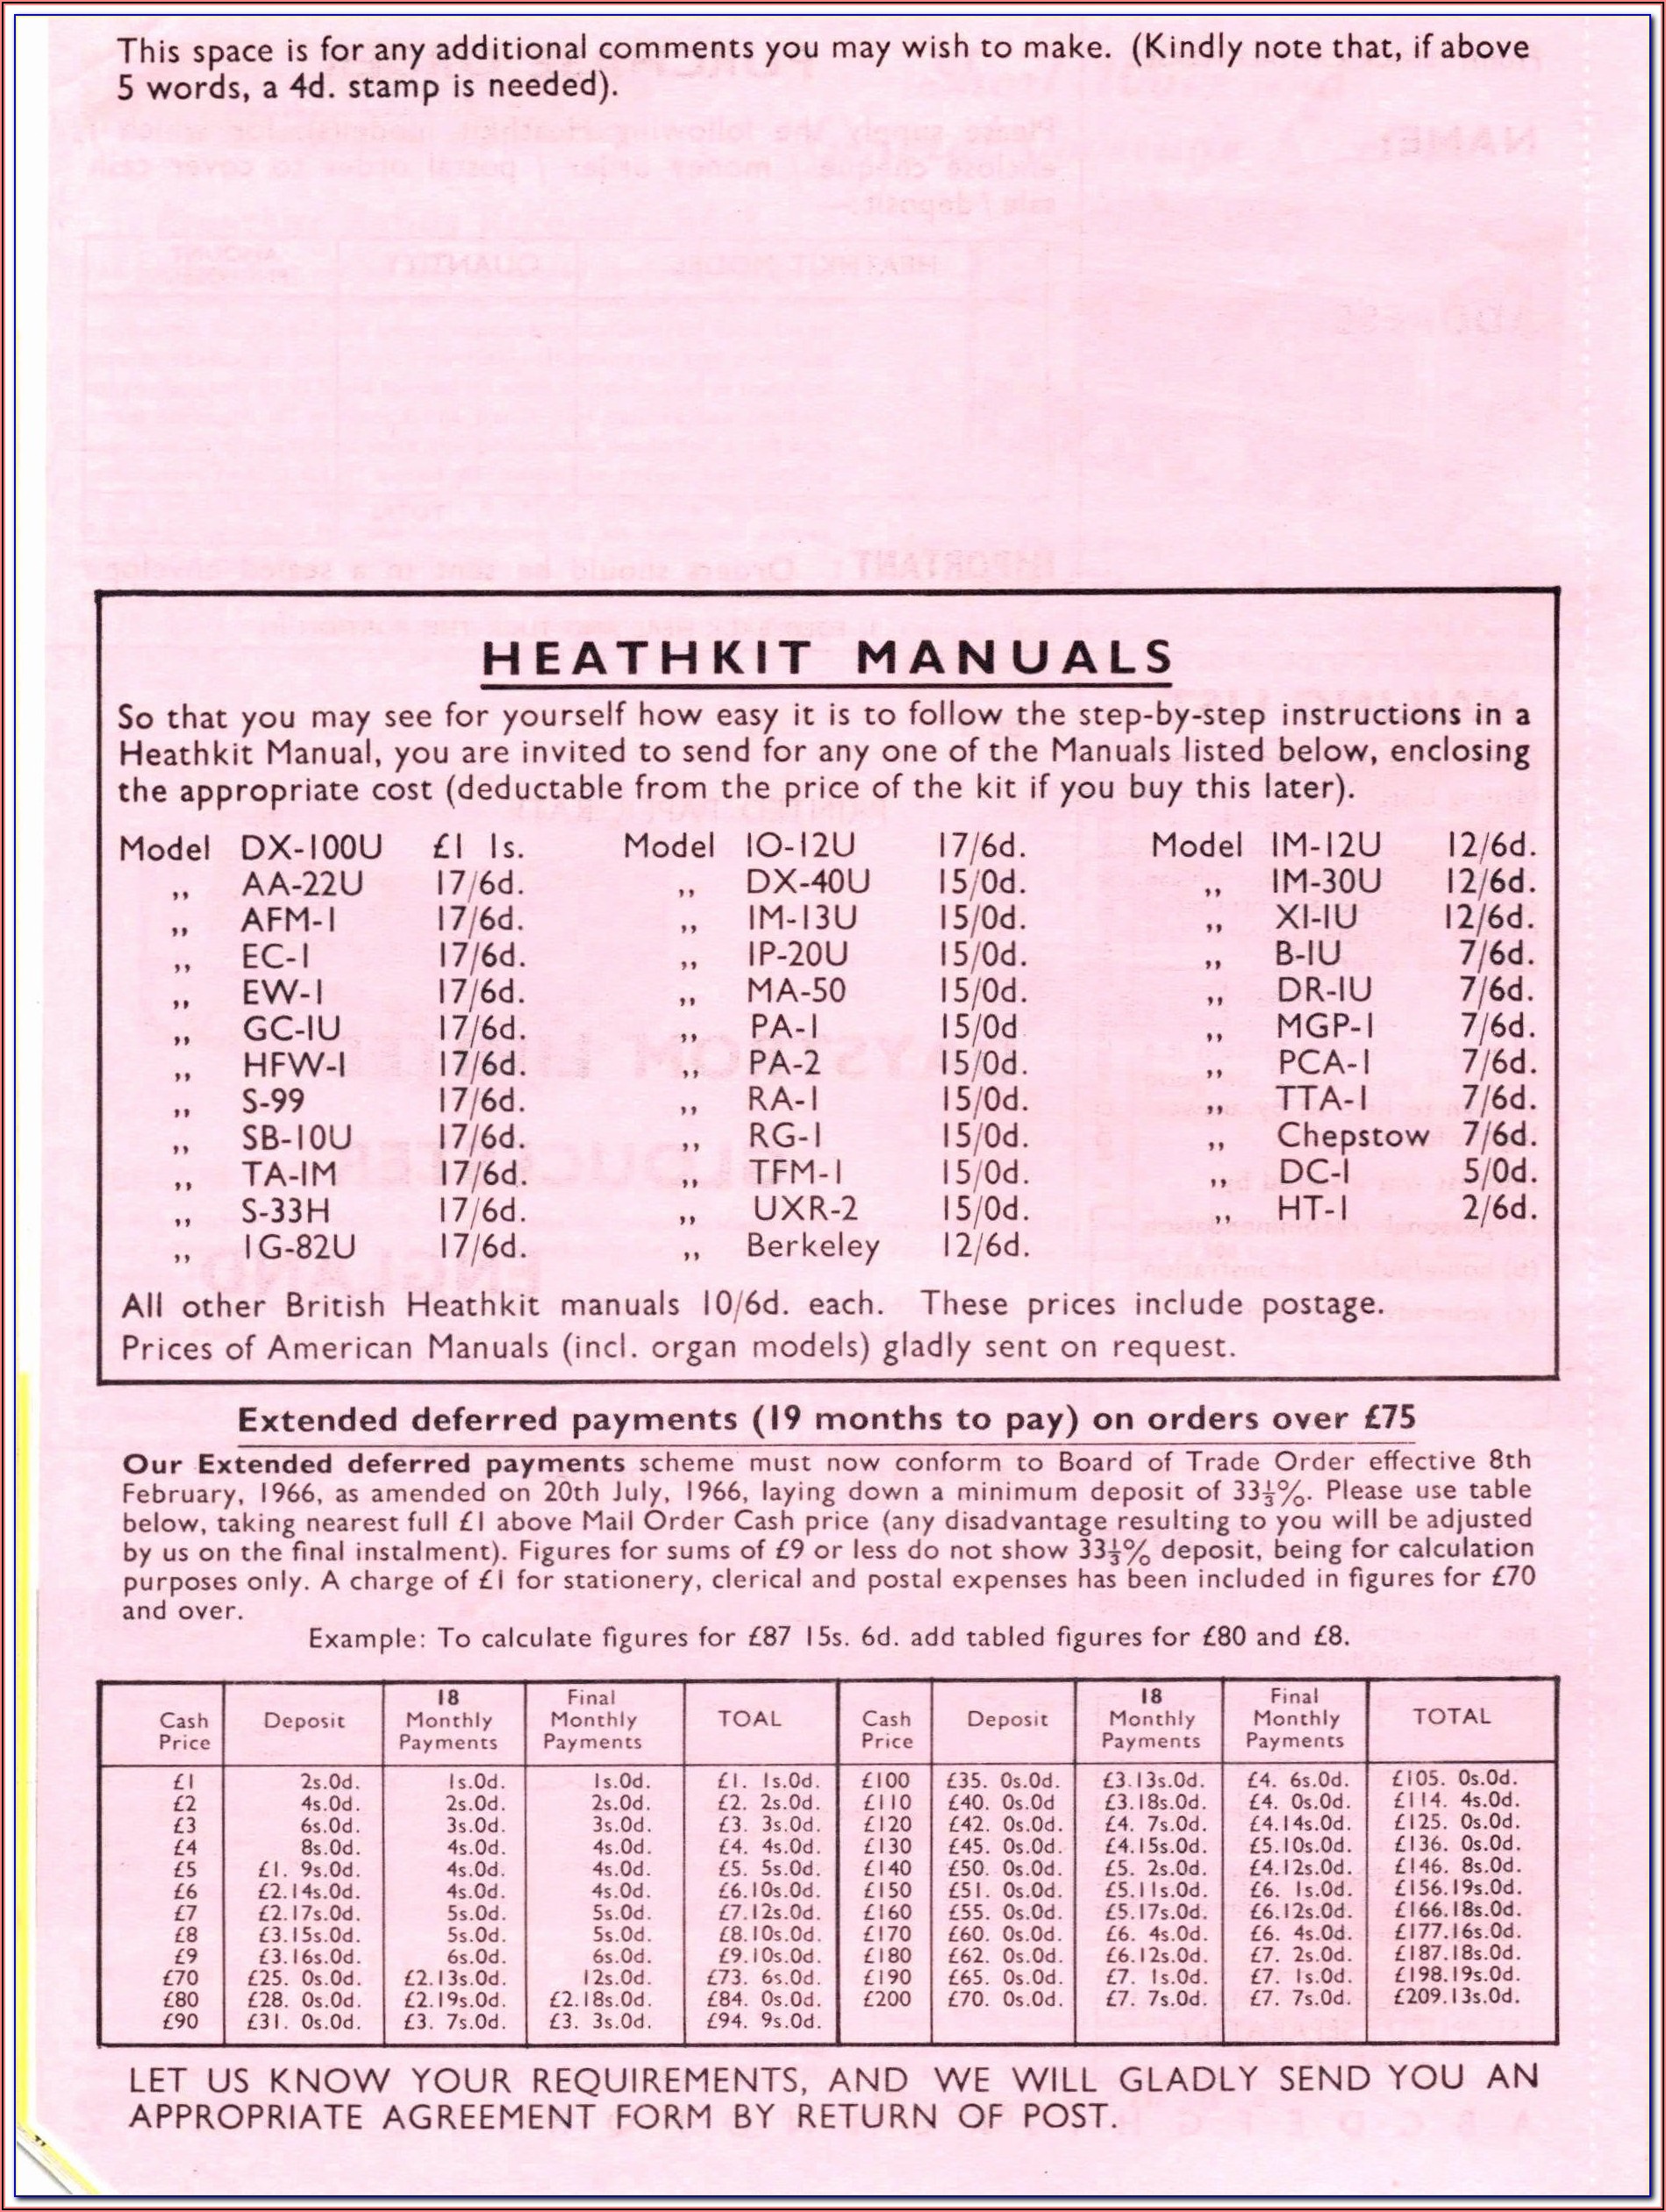 This space is for any additional comments you may wish to make. (Kindly note that, if above
5 words, a 4d. stamp is needed).
HEATHKIT MANUALS
So that you may see for yourself how easy it is to follow the step-by-step instructions in a
Heathkit Manual, you are invited to send for any one of the Manuals listed below, enclosing
the appropriate cost (deductable from the price of the kit if you buy this later).
Model DX-100U £1 1s. Model IO-12U 17/6d. Model IM-12U 12/6d.
,, AA-22U 17/6d. ,, DX-40U 15/0d. ,, IM-30U 12/6d.
,, AFM-1 17/6d. ,, IM-13U 15/0d. ,, XI-IU 12/6d.
,, EC-1 17/6d. ,, IP-20U 15/0d. ,, B-IU 7/6d.
,, EW-1 17/6d. ,, MA-50 15/0d. ,, DR-IU 7/6d.
,, GC-IU 17/6d. ,, PA-1 15/0d ,, MGP-1 7/6d.
,, HFW-1 17/6d. ,, PA-2 15/0d. ,, PCA-1 7/6d.
,, S-99 17/6d. ,, RA-1 15/0d. ,, TTA-1 7/6d.
,, SB-10U 17/6d. ,, RG-1 15/0d. ,, Chepstow 7/6d.
,, TA-IM 17/6d. ,, TFM-1 15/0d. ,, DC-1 5/0d.
,, S-33H 17/6d. ,, UXR-2 15/0d. ,, HT-1 2/6d.
,, IG-82U 17/6d. ,, Berkeley 12/6d.
All other British Heathkit manuals 10/6d. each. These prices include postage.
Prices of American Manuals (incl. organ models) gladly sent on request.
Extended deferred payments (19 months to pay) on orders over £75
Our Extended deferred payments scheme must now conform to Board of Trade Order effective 8th
February, 1966, as amended on 20th July, 1966, laying down a minimum deposit of 33⅓%. Please use table
below, taking nearest full £1 above Mail Order Cash price (any disadvantage resulting to you will be adjusted
by us on the final instalment). Figures for sums of £9 or less do not show 33⅓% deposit, being for calculation
purposes only. A charge of £1 for stationery, clerical and postal expenses has been included in figures for £70
and over.
Example: To calculate figures for £87 15s. 6d. add tabled figures for £80 and £8.
Cash Price Deposit 18 Monthly Payments Final Monthly Payments TOAL Cash Price Deposit 18 Monthly Payments Final Monthly Payments TOTAL
£1 2s.0d. 1s.0d. 1s.0d. £1. 1s.0d. £100 £35. 0s.0d. £3.13s.0d. £4. 6s.0d. £105. 0s.0d.
£2 4s.0d. 2s.0d. 2s.0d. £2. 2s.0d. £110 £40. 0s.0d £3.18s.0d. £4. 0s.0d. £114. 4s.0d.
£3 6s.0d. 3s.0d. 3s.0d. £3. 3s.0d. £120 £42. 0s.0d. £4. 7s.0d. £4.14s.0d. £125. 0s.0d.
£4 8s.0d. 4s.0d. 4s.0d. £4. 4s.0d. £130 £45. 0s.0d. £4.15s.0d. £5.10s.0d. £136. 0s.0d.
£5 £1. 9s.0d. 4s.0d. 4s.0d. £5. 5s.0d. £140 £50. 0s.0d. £5. 2s.0d. £4.12s.0d. £146. 8s.0d.
£6 £2.14s.0d. 4s.0d. 4s.0d. £6.10s.0d. £150 £51. 0s.0d. £5.11s.0d. £6. 1s.0d. £156.19s.0d.
£7 £2.17s.0d. 5s.0d. 5s.0d. £7.12s.0d. £160 £55. 0s.0d. £5.17s.0d. £6.12s.0d. £166.18s.0d.
£8 £3.15s.0d. 5s.0d. 5s.0d. £8.10s.0d. £170 £60. 0s.0d. £6. 4s.0d. £6. 4s.0d. £177.16s.0d.
£9 £3.16s.0d. 6s.0d. 6s.0d. £9.10s.0d. £180 £62. 0s.0d. £6.12s.0d. £7. 2s.0d. £187.18s.0d.
£70 £25. 0s.0d. £2.13s.0d. 12s.0d. £73. 6s.0d. £190 £65. 0s.0d. £7. 1s.0d. £7. 1s.0d. £198.19s.0d.
£80 £28. 0s.0d. £2.19s.0d. £2.18s.0d. £84. 0s.0d. £200 £70. 0s.0d. £7. 7s.0d. £7. 7s.0d. £209.13s.0d.
£90 £31. 0s.0d. £3. 7s.0d. £3. 3s.0d. £94. 9s.0d.
LET US KNOW YOUR REQUIREMENTS, AND WE WILL GLADLY SEND YOU AN
APPROPRIATE AGREEMENT FORM BY RETURN OF POST.